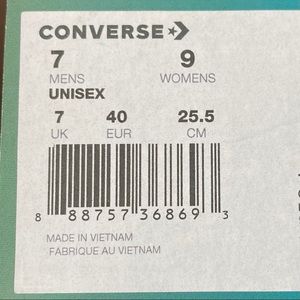 CONVERSE
7 9
MENS WOMENS
UNISEX
7 40 25.5
UK EUR CM
8 88757 36869 3
MADE IN VIETNAM
FABRIQUE AU VIETNAM